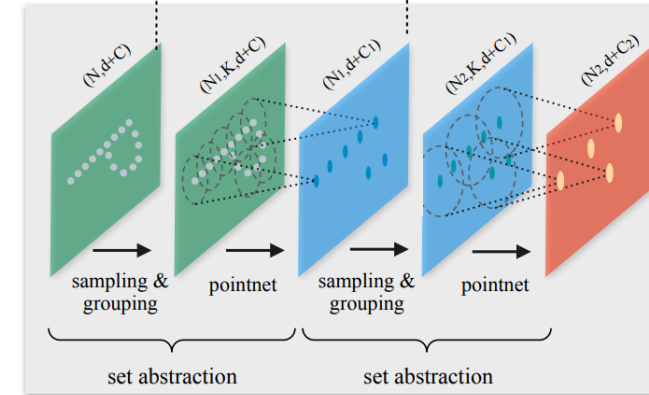 (N,d+C)
(N1,K,d+C)
(N1,d+C1)
(N2,K,d+C1)
(N2,d+C2)
sampling &
grouping
pointnet
sampling &
grouping
pointnet
set abstraction
set abstraction